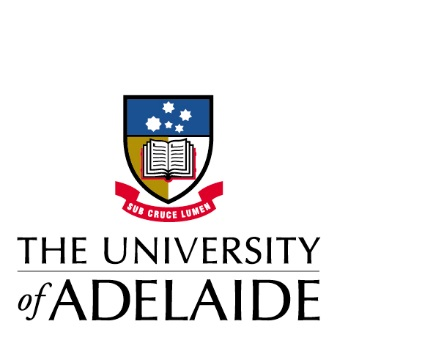 SUB CRUCE LUMEN
THE UNIVERSITY
of ADELAIDE